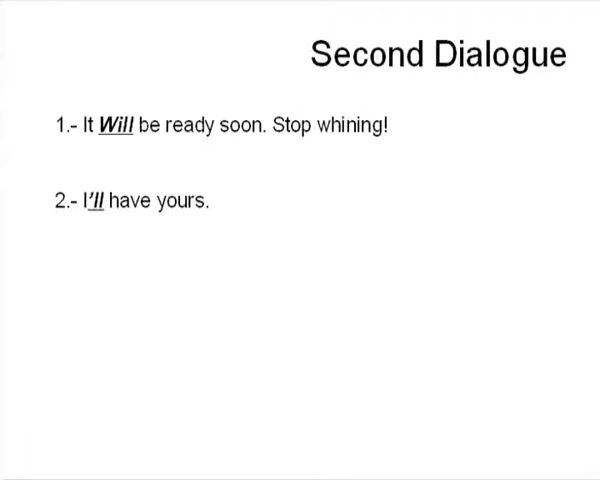 Second Dialogue
1.- It Will be ready soon. Stop whining!
2.- I'll have yours.